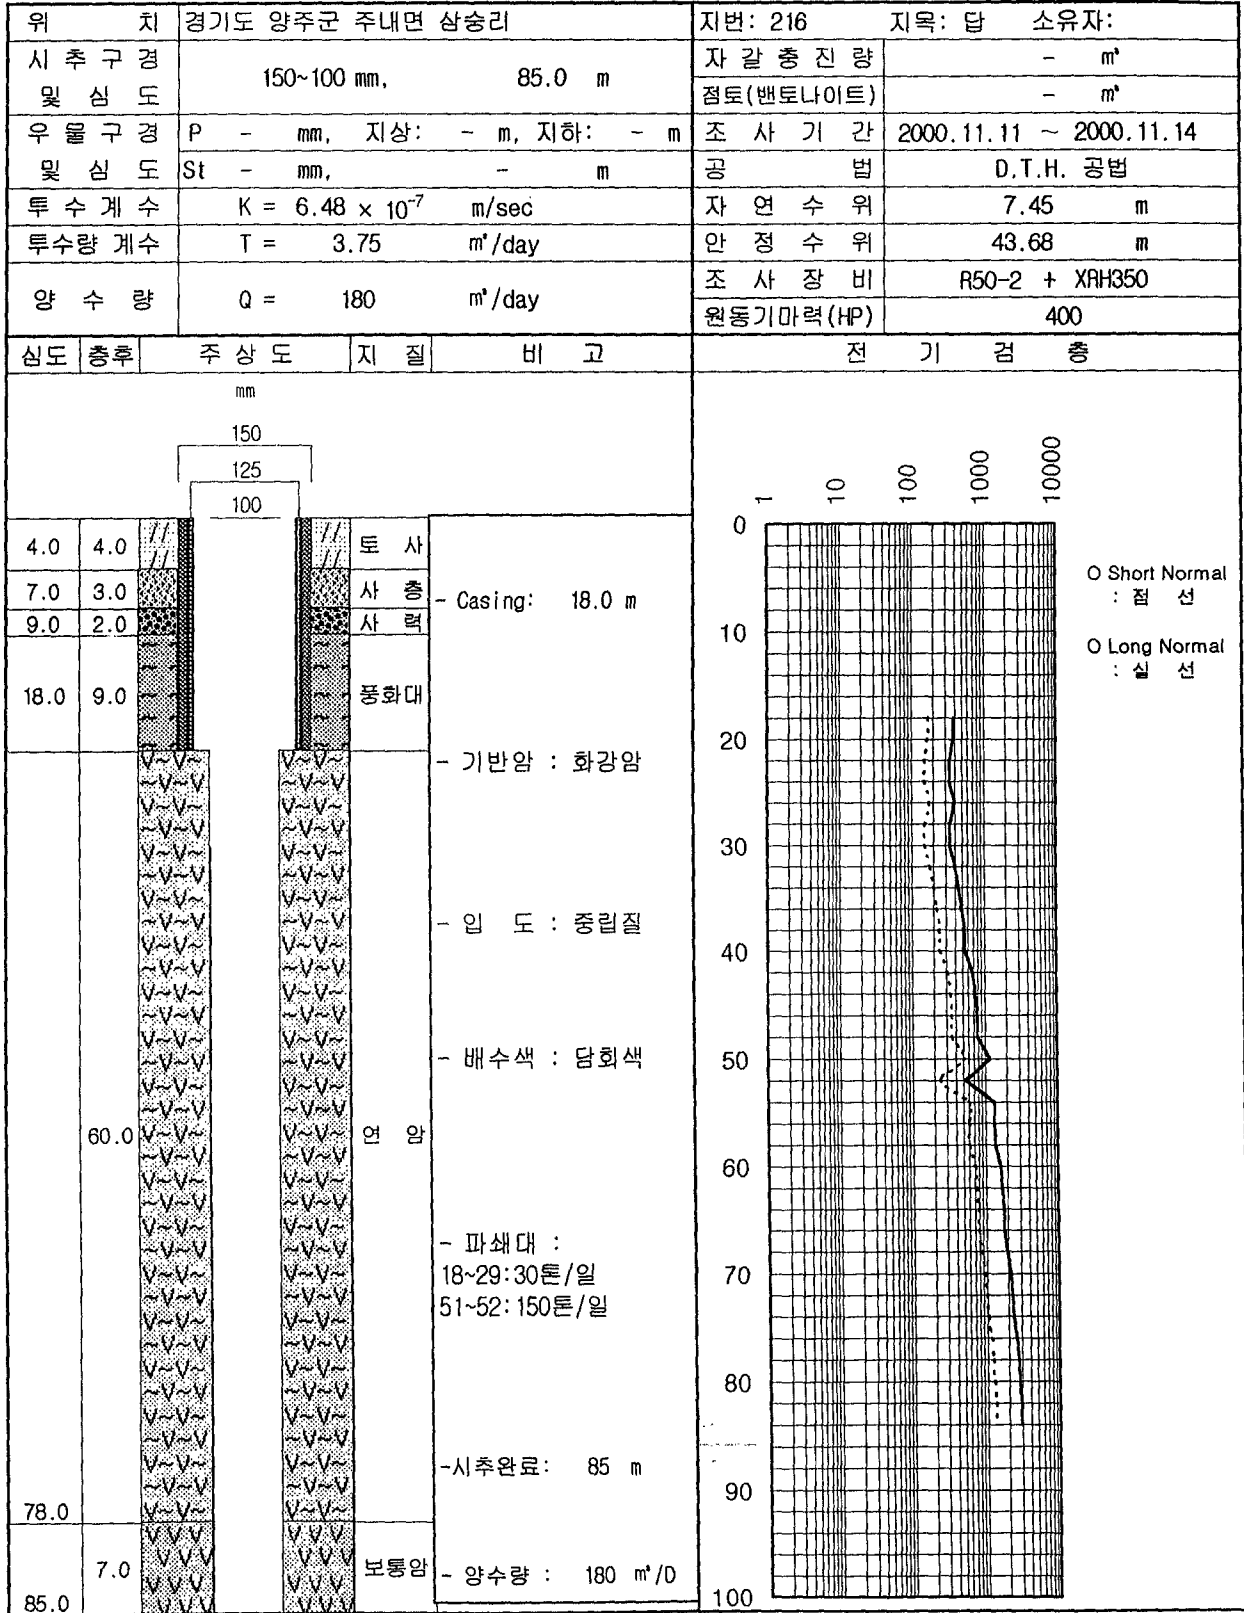 위 치 경기도 양주군 주내면 삼숭리 지번: 216 지목: 답 소유자:
시 추 구 경 및 심 도 150~100 mm, 85.0 m
자 갈 충 진 량 - ㎥
점토(밴토나이트) - ㎥
우 물 구 경 및 심 도 P - mm, 지상: - m, 지하: - m
St - mm, - m
조 사 기 간 2000.11.11 ~ 2000.11.14
공 법 D.T.H. 공법
투 수 계 수 K = 6.48 × 10⁻⁷ m/sec
자 연 수 위 7.45 m
투수량 계수 T = 3.75 ㎥/day
안 정 수 위 43.68 m
양 수 량 Q = 180 ㎥/day
조 사 장 비 R50-2 + XRH350
원동기마력(HP) 400
심도 층후 주 상 도 지 질 비 고 전 기 검 층
mm
150
125
100
4.0 4.0 토 사
7.0 3.0 사 층
9.0 2.0 사 력
18.0 9.0 풍화대
60.0 연 암
78.0
7.0 보통암
85.0
- Casing: 18.0 m
- 기반암 : 화강암
- 입 도 : 중립질
- 배수색 : 담회색
- 파쇄대 :
18~29:30톤/일
51~52:150톤/일
-시추완료: 85 m
- 양수량 : 180 ㎥/D
1 10 100 1000 10000
0
10
20
30
40
50
60
70
80
90
100
O Short Normal
: 점 선
O Long Normal
: 실 선